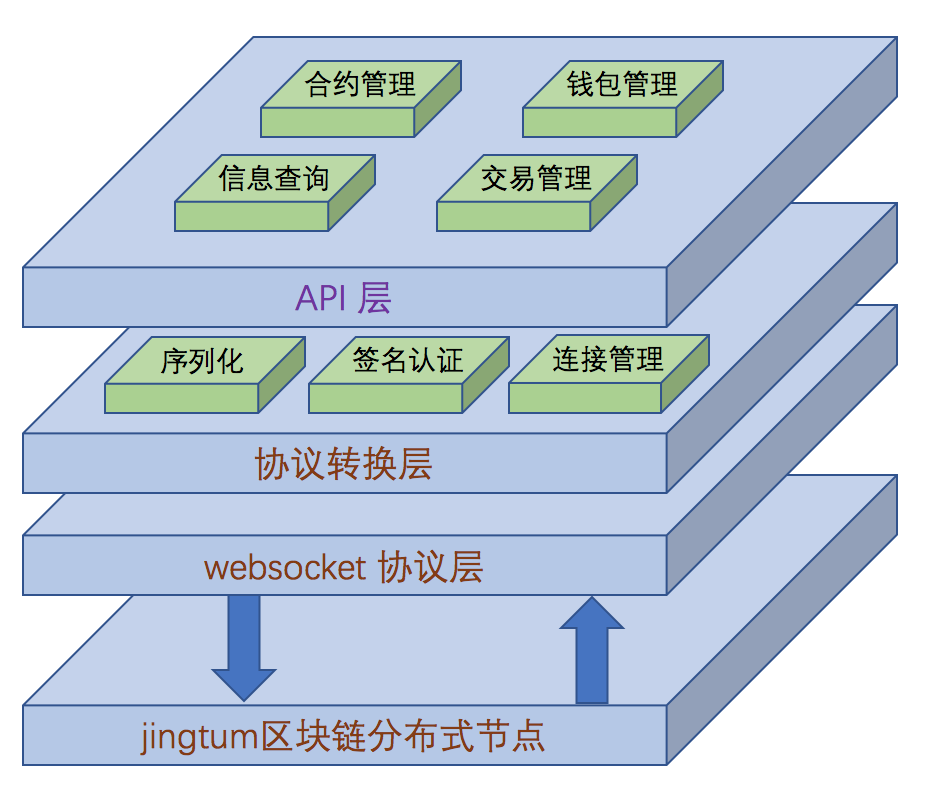 合约管理
钱包管理
信息查询
交易管理
API 层
序列化
签名认证
连接管理
协议转换层
websocket 协议层
jingtum区块链分布式节点